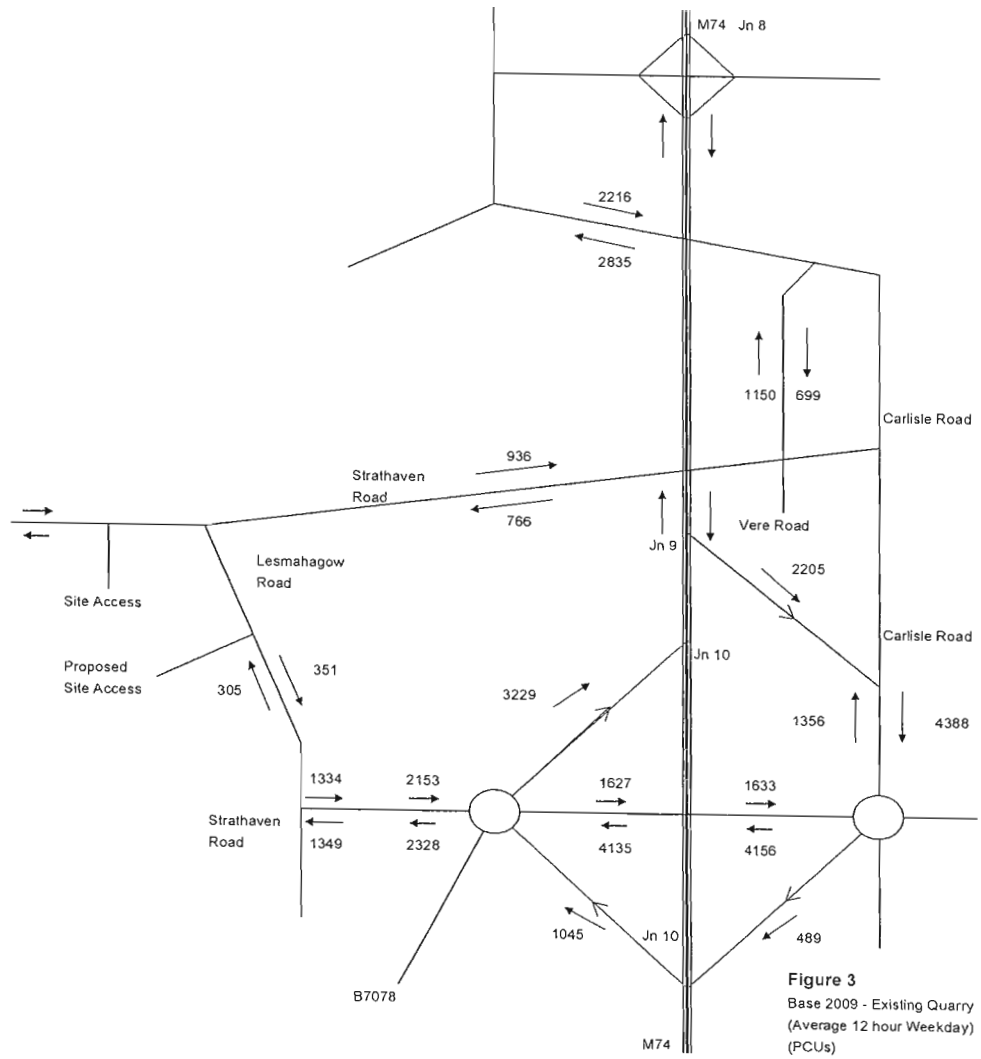 M74 Jn 8
2216
2835
1150 699
Carlisle Road
936
Strathaven
Road
766
Vere Road
Jn 9
Lesmahagow
Road
2205
Site Access
Carlisle Road
Proposed
Site Access
351
305
Jn 10
3229
1356
4388
1334
2153
1627
1633
Strathaven
Road
1349
2328
4135
4156
1045
Jn 10
489
B7078
Figure 3
Base 2009 - Existing Quarry
(Average 12 hour Weekday)
(PCUs)
M74